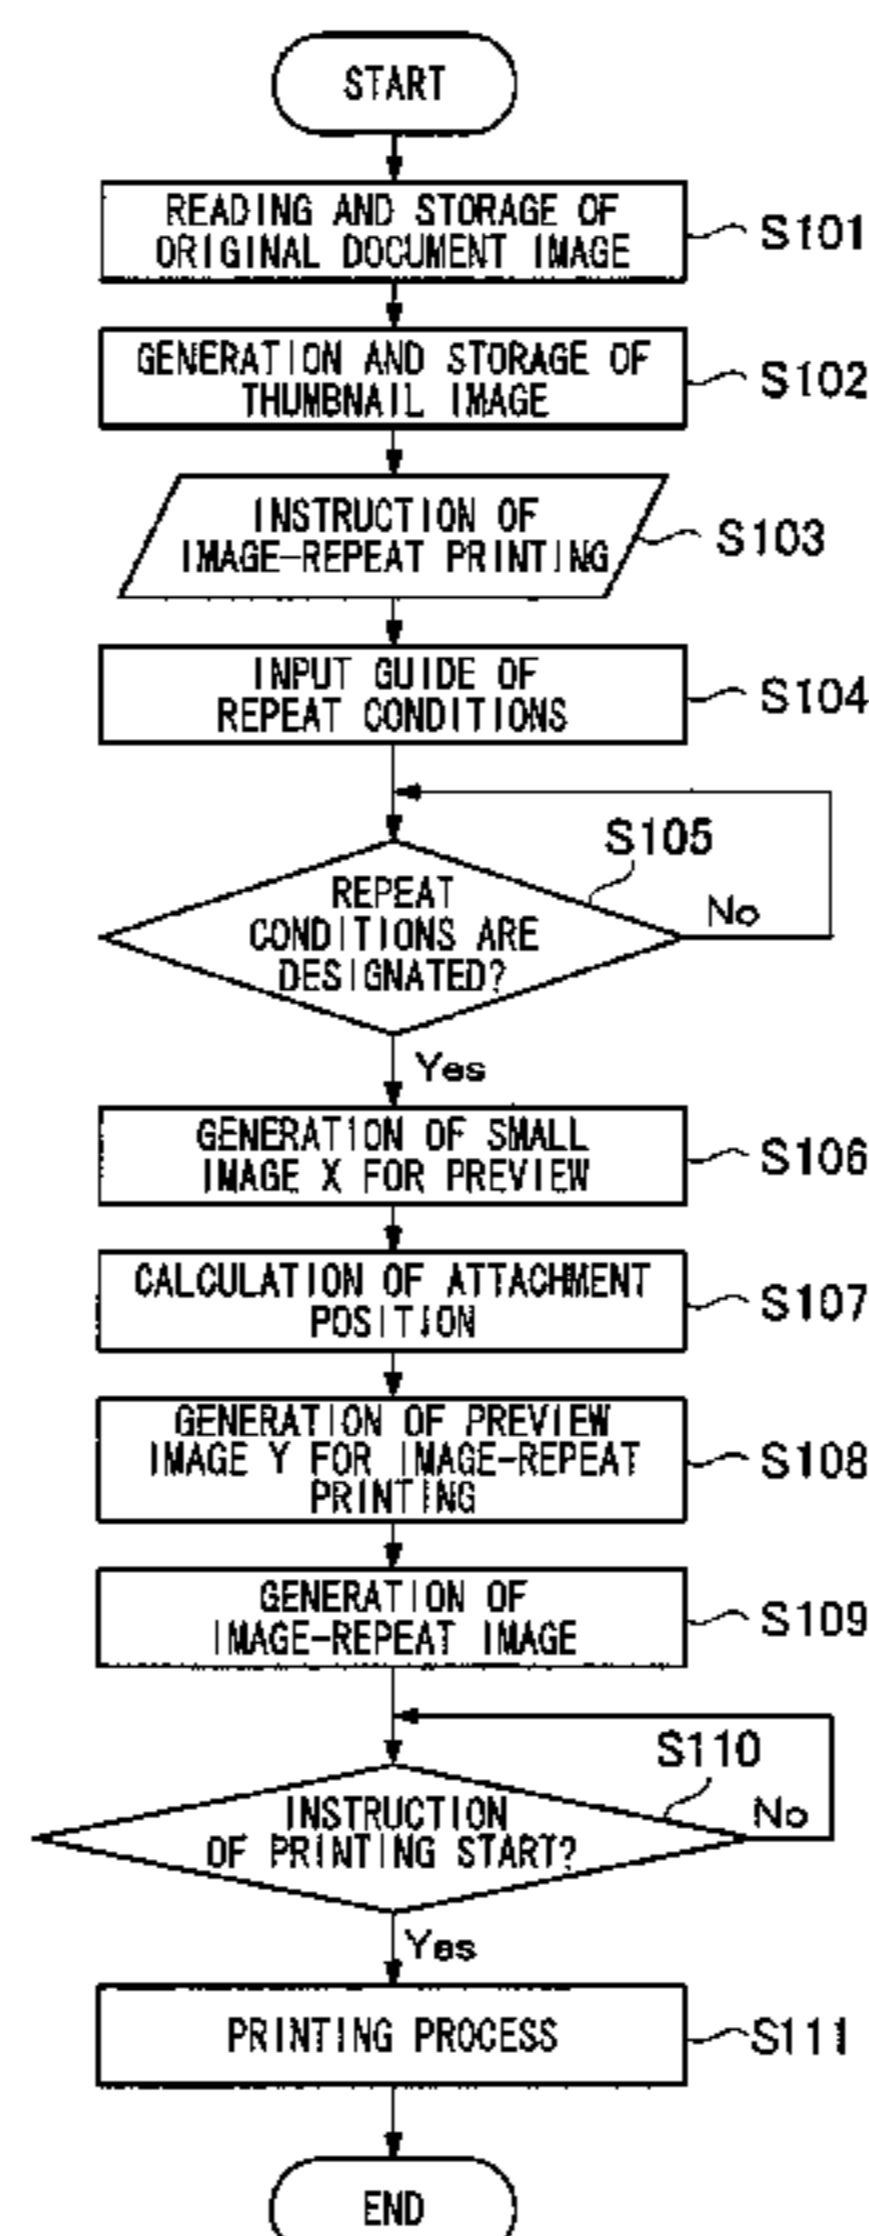 START
READING AND STORAGE OF
ORIGINAL DOCUMENT IMAGE
S101
GENERATION AND STORAGE OF
THUMBNAIL IMAGE
S102
INSTRUCTION OF
IMAGE-REPEAT PRINTING
S103
INPUT GUIDE OF
REPEAT CONDITIONS
S104
S105
REPEAT
CONDITIONS ARE
DESIGNATED?
No
Yes
GENERATION OF SMALL
IMAGE X FOR PREVIEW
S106
CALCULATION OF ATTACHMENT
POSITION
S107
GENERATION OF PREVIEW
IMAGE Y FOR IMAGE-REPEAT
PRINTING
S108
GENERATION OF
IMAGE-REPEAT IMAGE
S109
S110
INSTRUCTION
OF PRINTING START?
No
Yes
PRINTING PROCESS
S111
END